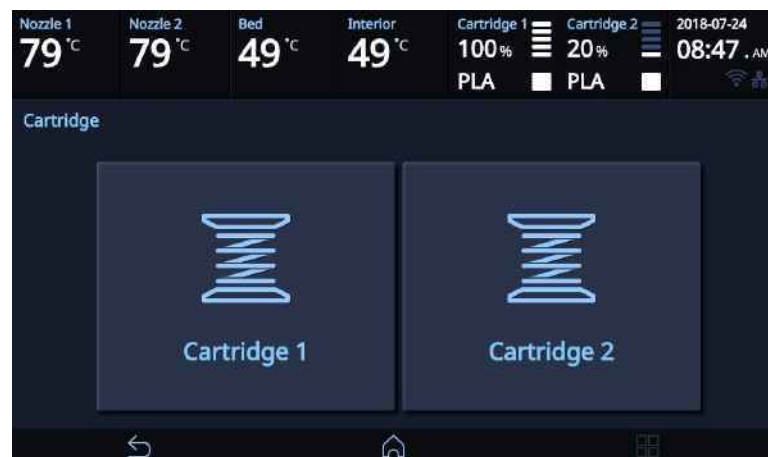 Nozzle 1
79 °C
Nozzle 2
79 °C
Bed
49 °C
Interior
49 °C
Cartridge 1
100 %
PLA
Cartridge 2
20 %
PLA
2018-07-24
08:47 . AM
Cartridge
Cartridge 1
Cartridge 2